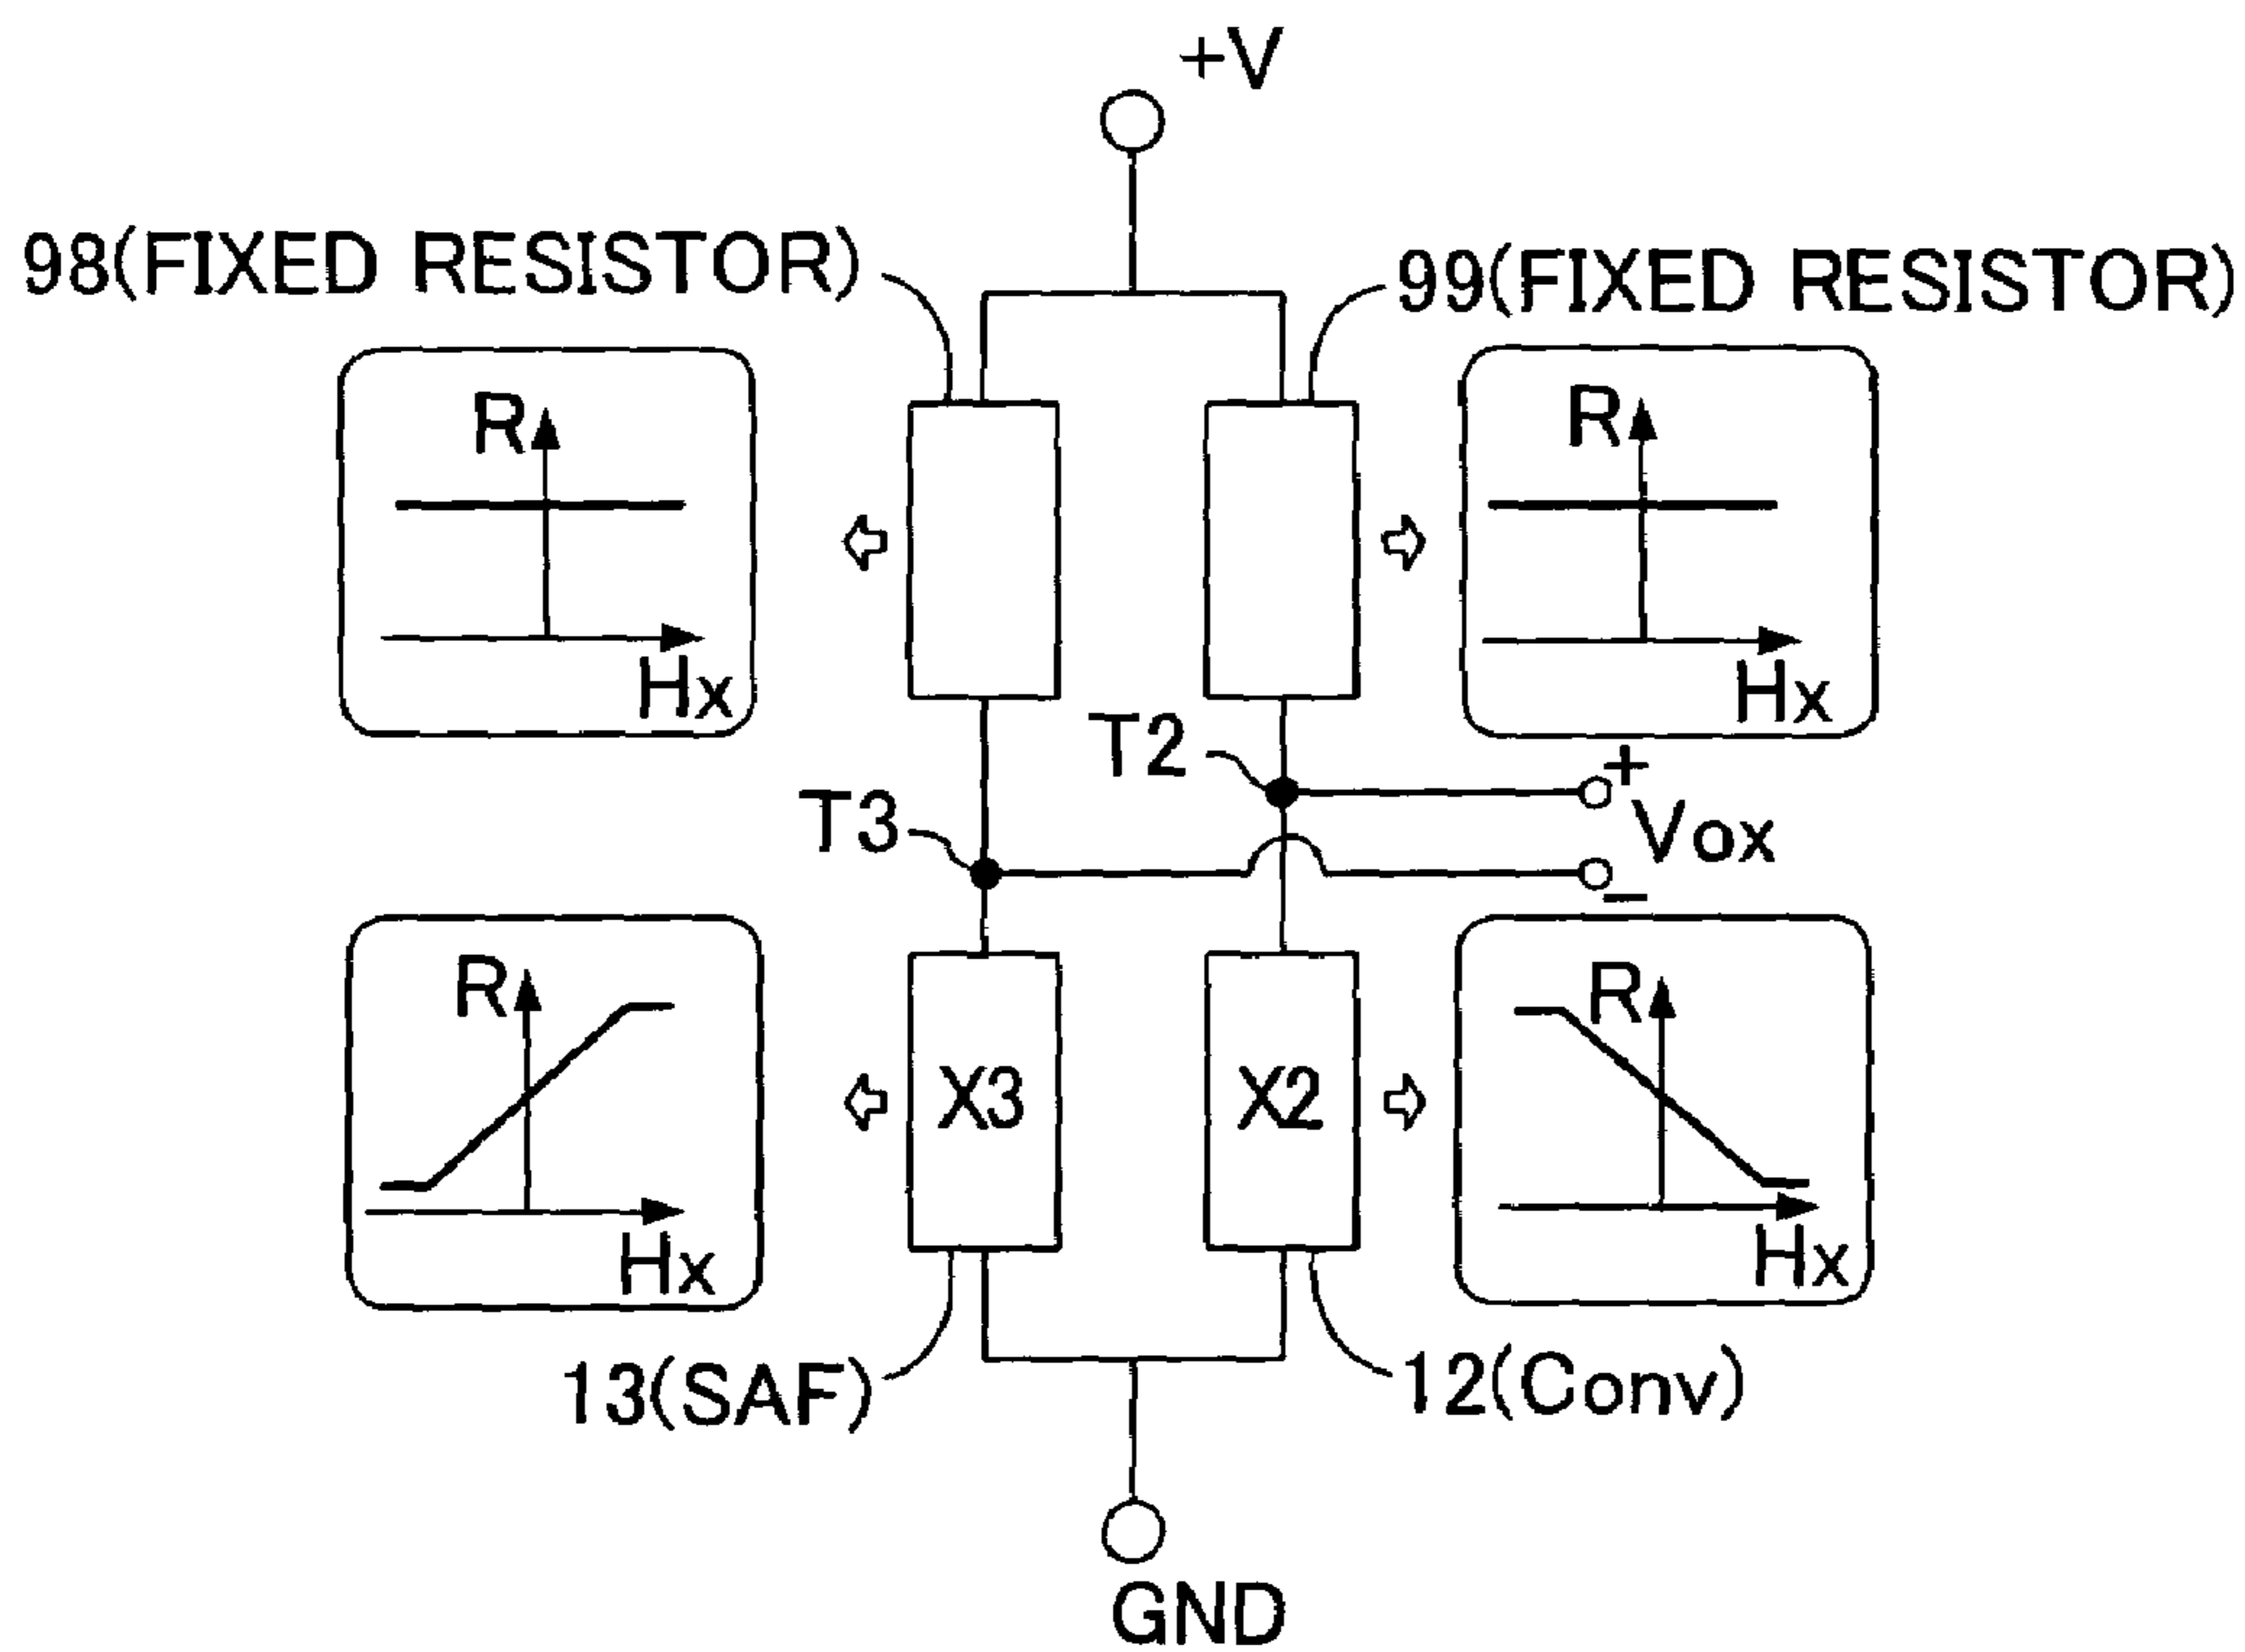 +V
98(FIXED RESISTOR)
99(FIXED RESISTOR)
R
Hx
R
Hx
T2
T3
+
Vox
−
R
Hx
X3
X2
R
Hx
13(SAF)
12(Conv)
GND